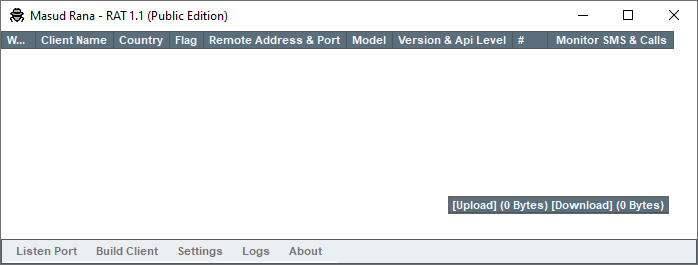 Masud Rana - RAT 1.1 (Public Edition)
W... Client Name Country Flag Remote Address & Port Model Version & Api Level # Monitor SMS & Calls
[Upload] (0 Bytes) [Download] (0 Bytes)
Listen Port Build Client Settings Logs About